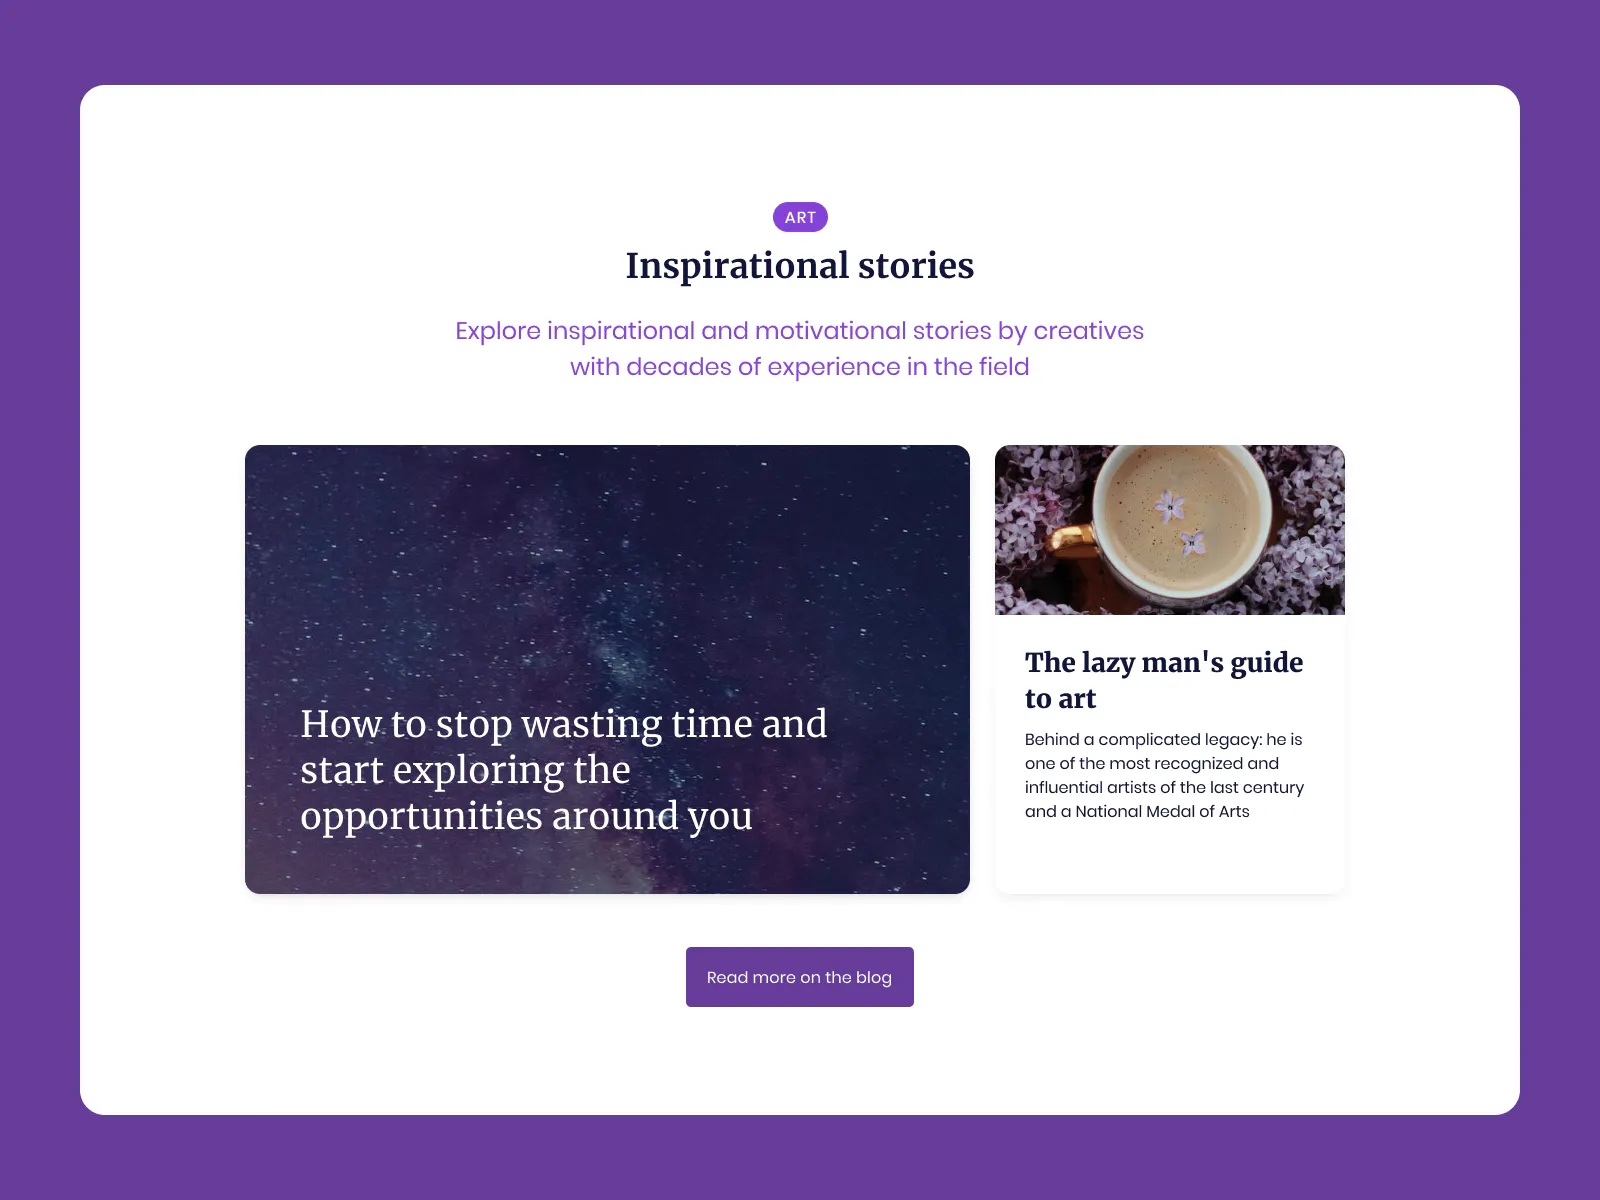 ART
Inspirational stories
Explore inspirational and motivational stories by creatives
with decades of experience in the field
How to stop wasting time and
start exploring the
opportunities around you
The lazy man's guide
to art
Behind a complicated legacy: he is
one of the most recognized and
influential artists of the last century
and a National Medal of Arts
Read more on the blog